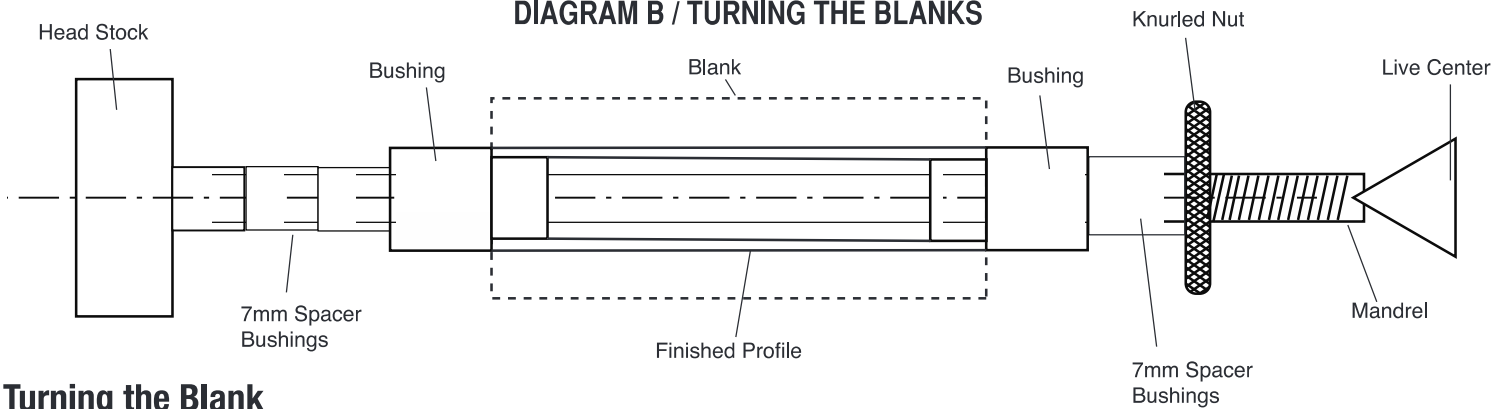 DIAGRAM B / TURNING THE BLANKS
Head Stock
Bushing
Blank
Bushing
Knurled Nut
Live Center
7mm Spacer
Bushings
Finished Profile
7mm Spacer
Bushings
Mandrel
Turning the Blank